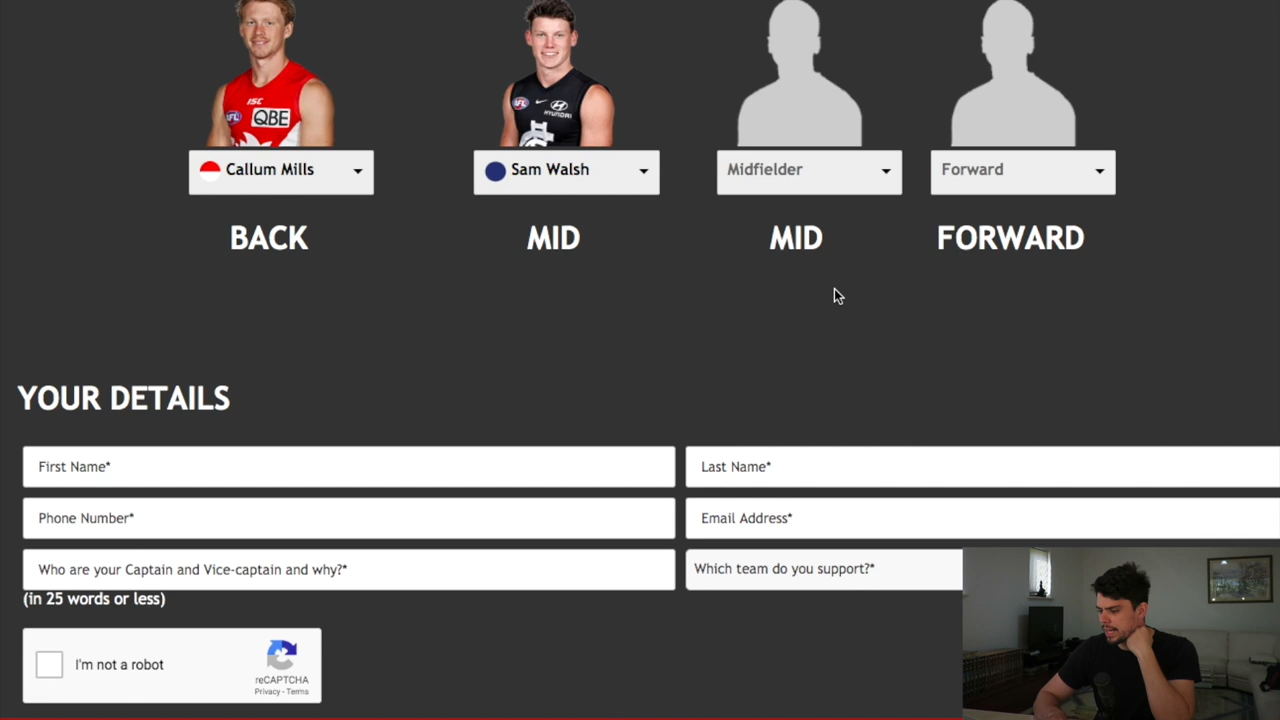 ISC
AFL
QBE
AFL
HYUNDAI
Callum Mills
Sam Walsh
Midfielder
Forward
BACK
MID
MID
FORWARD
YOUR DETAILS
First Name*
Last Name*
Phone Number*
Email Address*
Who are your Captain and Vice-captain and why?*
Which team do you support?*
(in 25 words or less)
I'm not a robot
reCAPTCHA
Privacy - Terms